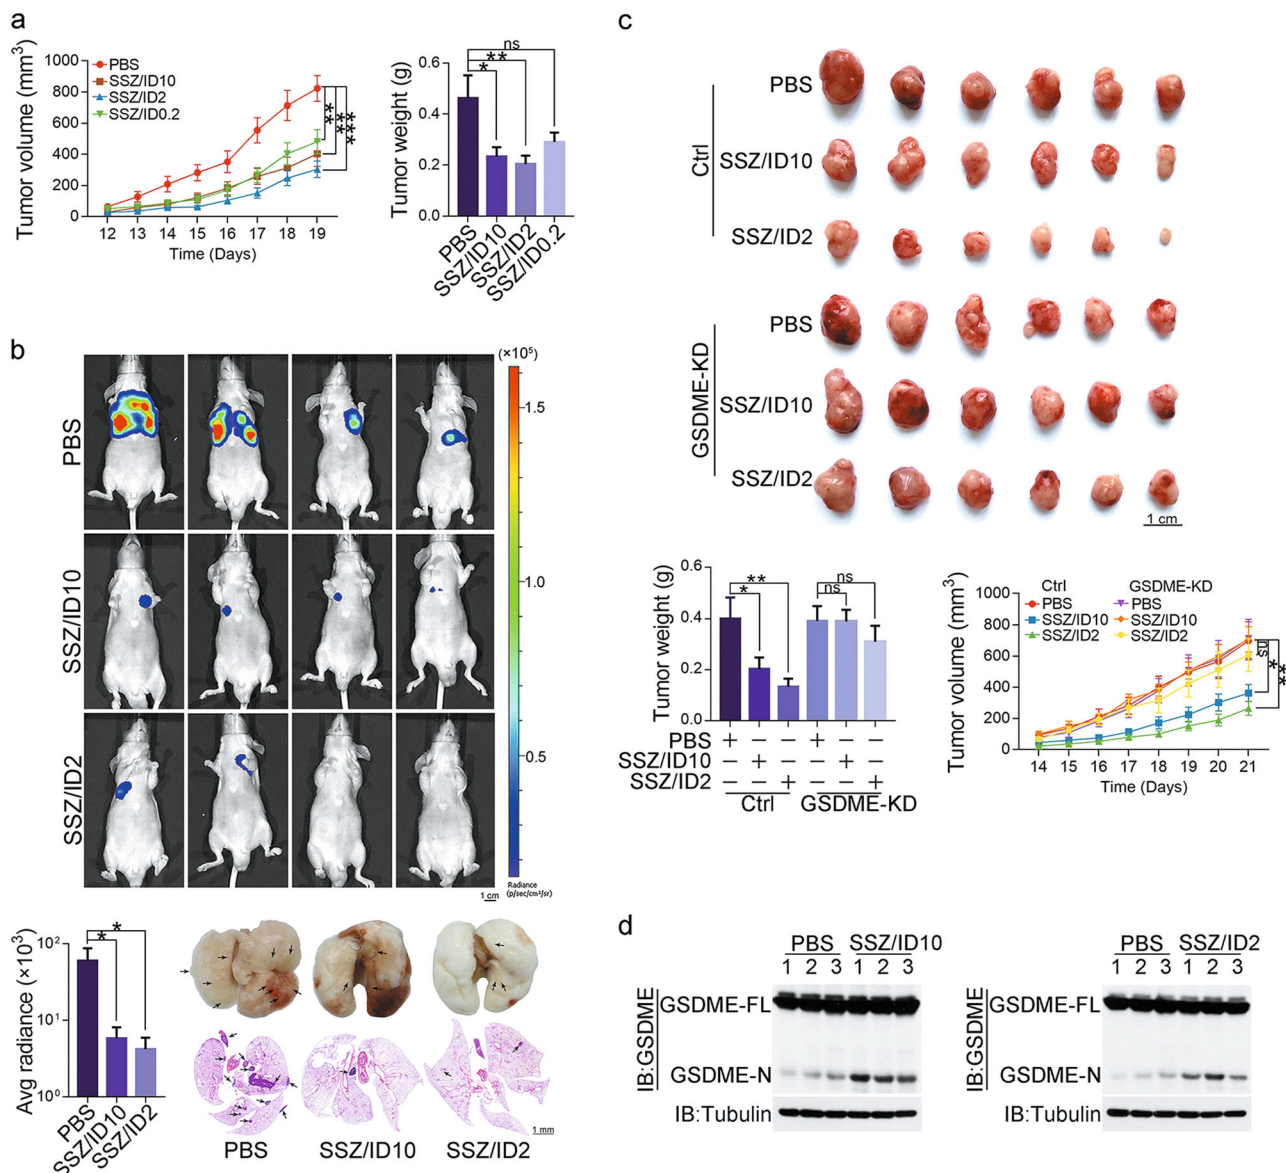 a
Tumor volume (mm³)
1000
800
600
400
200
0
PBS
SSZ/ID10
SSZ/ID2
SSZ/ID0.2
**
**
***
12 13 14 15 16 17 18 19
Time (Days)
Tumor weight (g)
0.6
0.4
0.2
0.0
ns
**
*
PBS
SSZ/ID10
SSZ/ID2
SSZ/ID0.2
b
PBS
SSZ/ID10
SSZ/ID2
(×10⁵)
1.5
1.0
0.5
Radiance
(p/sec/cm²/sr)
1 cm
Avg radiance (×10³)
10²
10¹
10⁰
*
*
PBS
SSZ/ID10
SSZ/ID2
PBS SSZ/ID10 SSZ/ID2
1 mm
c
Ctrl
PBS
SSZ/ID10
SSZ/ID2
GSDME-KD
PBS
SSZ/ID10
SSZ/ID2
1 cm
Tumor weight (g)
0.6
0.4
0.2
0.0
**
*
ns
ns
PBS + − − + − −
SSZ/ID10 − + − − + −
SSZ/ID2 − − + − − +
Ctrl GSDME-KD
Tumor volume (mm³)
1000
800
600
400
200
0
Ctrl GSDME-KD
PBS PBS
SSZ/ID10 SSZ/ID10
SSZ/ID2 SSZ/ID2
ns
*
**
14 15 16 17 18 19 20 21
Time (Days)
d
PBS SSZ/ID10
1 2 3 1 2 3
IB:GSDME
GSDME-FL
GSDME-N
IB:Tubulin
PBS SSZ/ID2
1 2 3 1 2 3
IB:GSDME
GSDME-FL
GSDME-N
IB:Tubulin